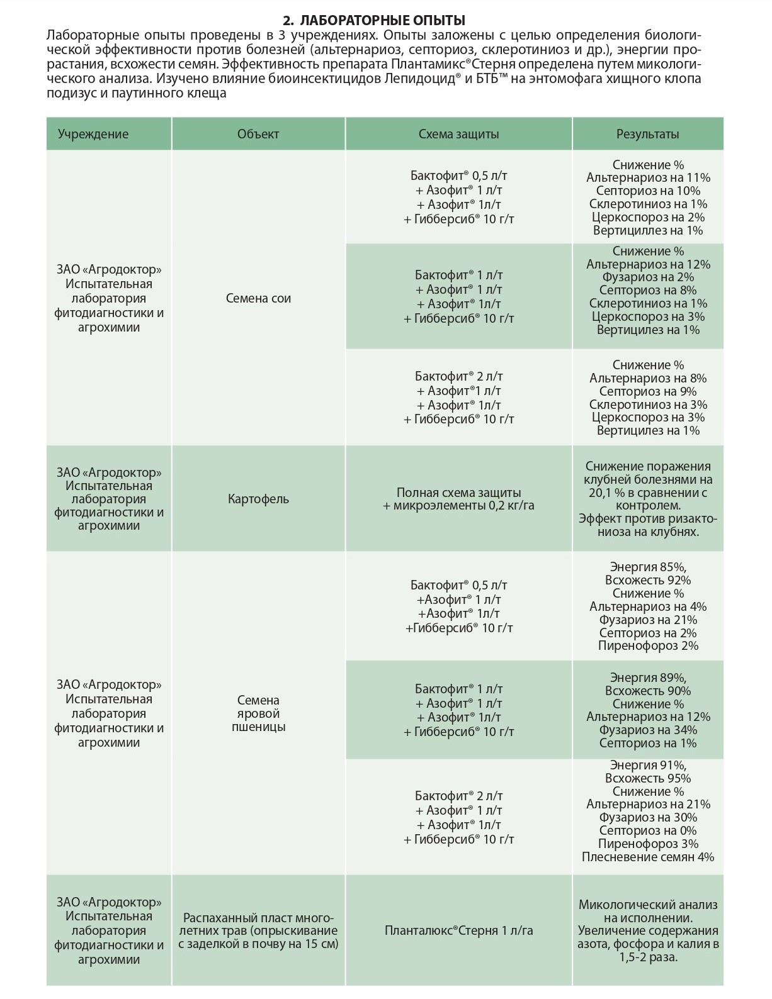 2. ЛАБОРАТОРНЫЕ ОПЫТЫ
Лабораторные опыты проведены в 3 учреждениях. Опыты заложены с целью определения биологи-
ческой эффективности против болезней (альтернариоз, септориоз, склеротиниоз и др.), энергии про-
растания, всхожести семян. Эффективность препарата Плантамикс®Стерня определена путем микологи-
ческого анализа. Изучено влияние биоинсектицидов Лепидоцид® и БТБ™ на энтомофага хищного клопа
подизус и паутинного клеща
Учреждение
Объект
Схема защиты
Результаты
ЗАО «Агродоктор»
Испытательная
лаборатория
фитодиагностики и
агрохимии
Семена сои
Бактофит® 0,5 л/т
+ Азофит® 1 л/т
+ Азофит® 1л/т
+ Гибберсиб® 10 г/т
Снижение %
Альтернариоз на 11%
Септориоз на 10%
Склеротиниоз на 1%
Церкоспороз на 2%
Вертициллез на 1%
Бактофит® 1 л/т
+ Азофит® 1 л/т
+ Азофит® 1л/т
+ Гибберсиб® 10 г/т
Снижение %
Альтернариоз на 12%
Фузариоз на 2%
Септориоз на 8%
Склеротиниоз на 1%
Церкоспороз на 3%
Вертицилез на 1%
Бактофит® 2 л/т
+ Азофит®1 л/т
+ Азофит® 1л/т
+ Гибберсиб® 10 г/т
Снижение %
Альтернариоз на 8%
Септориоз на 9%
Склеротиниоз на 3%
Церкоспороз на 3%
Вертицилез на 1%
ЗАО «Агродоктор»
Испытательная
лаборатория
фитодиагностики и
агрохимии
Картофель
Полная схема защиты
+ микроэлементы 0,2 кг/га
Снижение поражения
клубней болезнями на
20,1 % в сравнении с
контролем.
Эффект против ризакто-
ниоза на клубнях.
ЗАО «Агродоктор»
Испытательная
лаборатория
фитодиагностики и
агрохимии
Семена
яровой
пшеницы
Бактофит® 0,5 л/т
+Азофит® 1 л/т
+Азофит® 1л/т
+Гибберсиб® 10 г/т
Энергия 85%,
Всхожесть 92%
Снижение %
Альтернариоз на 4%
Фузариоз на 21%
Септориоз на 2%
Пиренофороз 2%
Бактофит® 1 л/т
+ Азофит® 1 л/т
+ Азофит® 1л/т
+ Гибберсиб® 10 г/т
Энергия 89%,
Всхожесть 90%
Снижение %
Альтернариоз на 12%
Фузариоз на 34%
Септориоз на 1%
Бактофит® 2 л/т
+ Азофит® 1 л/т
+ Азофит® 1л/т
+ Гибберсиб® 10 г/т
Энергия 91%,
Всхожесть 95%
Снижение %
Альтернариоз на 21%
Фузариоз на 30%
Септориоз на 0%
Пиренофороз 3%
Плесневение семян 4%
ЗАО «Агродоктор»
Испытательная
лаборатория
фитодиагностики и
агрохимии
Распаханный пласт много-
летних трав (опрыскивание
с заделкой в почву на 15 см)
Планталюкс®Стерня 1 л/га
Микологический анализ
на исполнении.
Увеличение содержания
азота, фосфора и калия в
1,5-2 раза.